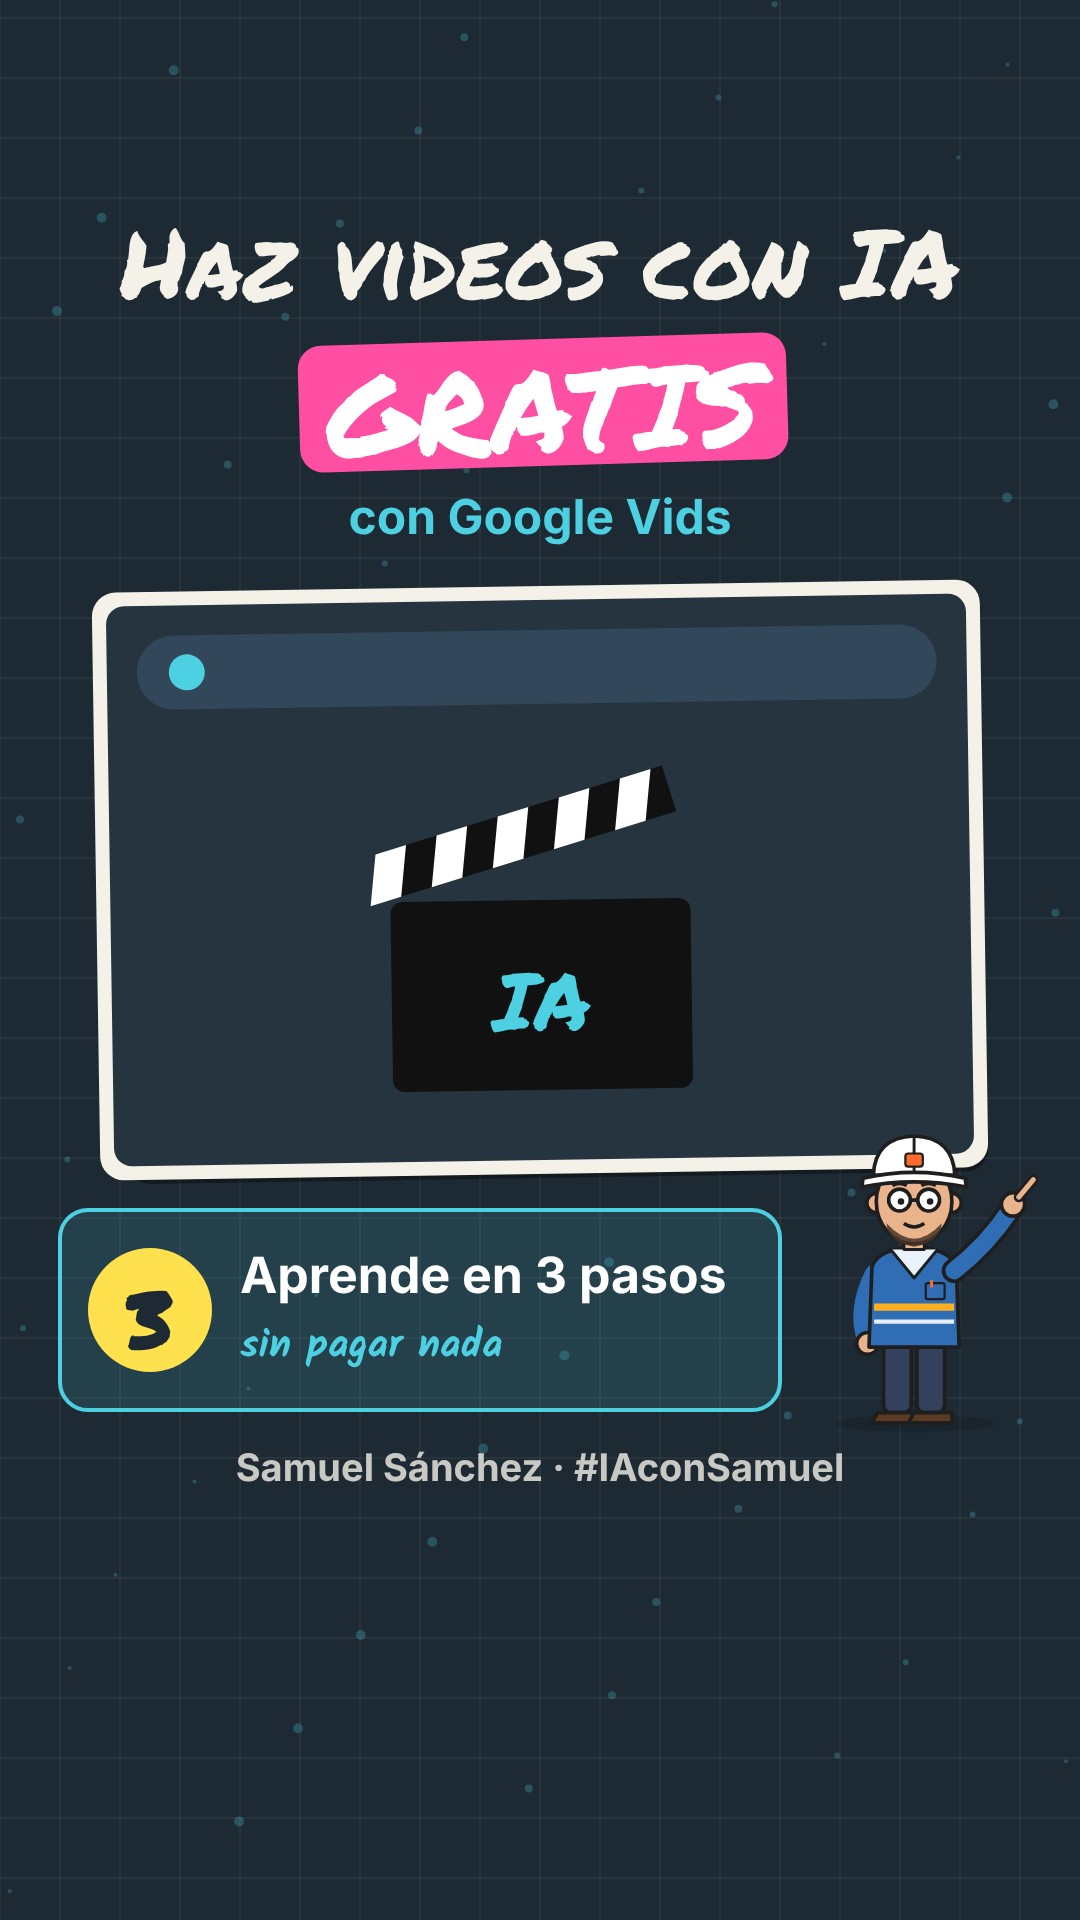 HAZ VIDEOS CON IA
GRATIS
con Google Vids
IA
3
Aprende en 3 pasos
sin pagar nada
Samuel Sánchez · #IAconSamuel